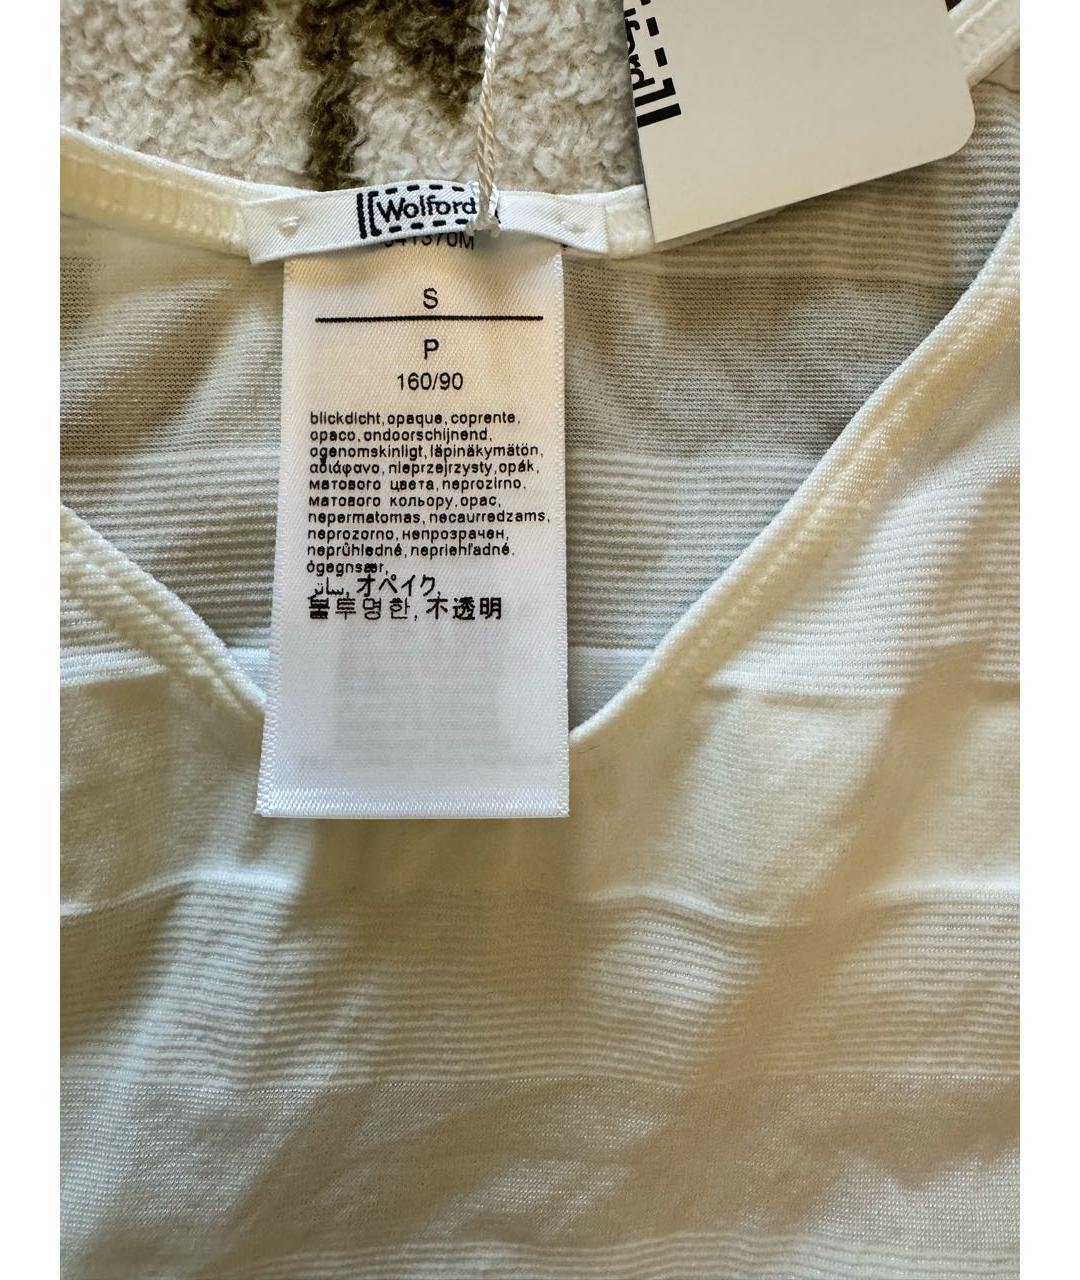 Wolford
S
P
160/90
blickdicht, opaque, coprente,
opaco, ondoorschijnend,
ogenomskinligt, läpinäkymätön,
αδιάφανο, nieprzejrzysty, opák,
матового цвета, neprozirno,
матового кольору, opac,
nepermatomas, necaurredzams,
neprozorno, непрозрачен,
neprůhledné, nepriehľadné.
ógegnsær,
ساتر, オペイク,
불투명한, 不透明